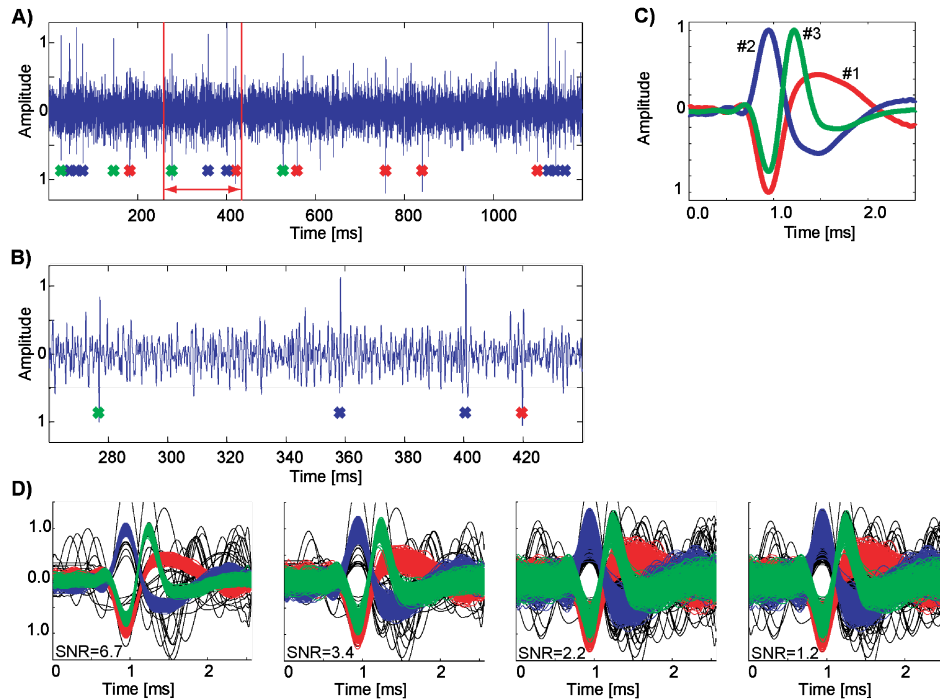 A)
1
0
1
Amplitude
200 400 600 800 1000
Time [ms]
C)
1
0
1
Amplitude
#2
#3
#1
0.0 1.0 2.0
Time [ms]
B)
1
0
1
Amplitude
280 300 320 340 360 380 400 420
Time [ms]
D)
1.0
0.0
1.0
SNR=6.7
SNR=3.4
SNR=2.2
SNR=1.2
0 1 2
0 1 2
0 1 2
0 1 2
Time [ms]
Time [ms]
Time [ms]
Time [ms]